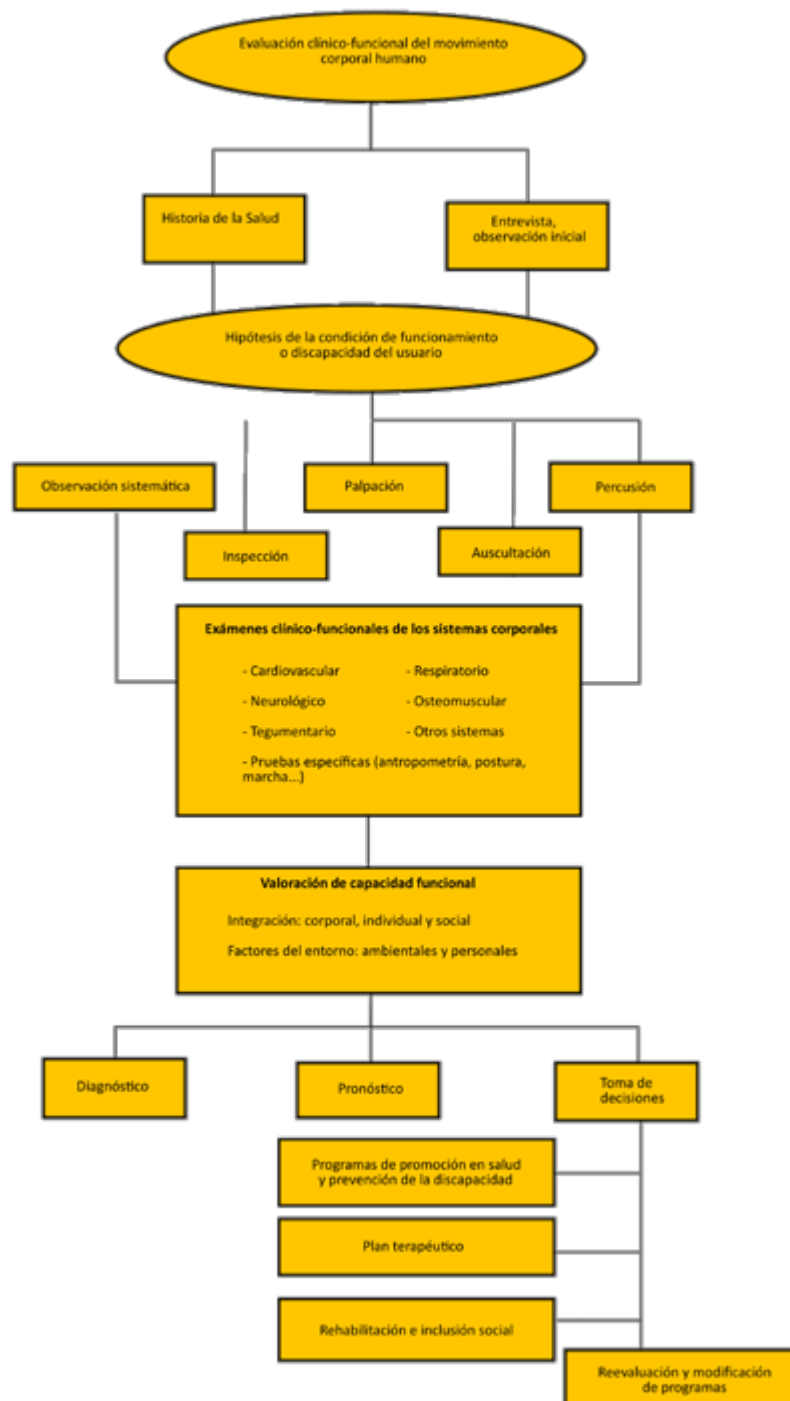 Evaluación clínico-funcional del movimiento
corporal humano
Historia de la Salud
Entrevista,
observación inicial
Hipótesis de la condición de funcionamiento
o discapacidad del usuario
Observación sistemática
Inspección
Palpación
Auscultación
Percusión
Exámenes clínico-funcionales de los sistemas corporales
- Cardiovascular
- Respiratorio
- Neurológico
- Osteomuscular
- Tegumentario
- Otros sistemas
- Pruebas específicas (antropometría, postura,
marcha...)
Valoración de capacidad funcional
Integración: corporal, individual y social
Factores del entorno: ambientales y personales
Diagnóstico
Pronóstico
Toma de
decisiones
Programas de promoción en salud
y prevención de la discapacidad
Plan terapéutico
Rehabilitación e inclusión social
Reevaluación y modificación
de programas